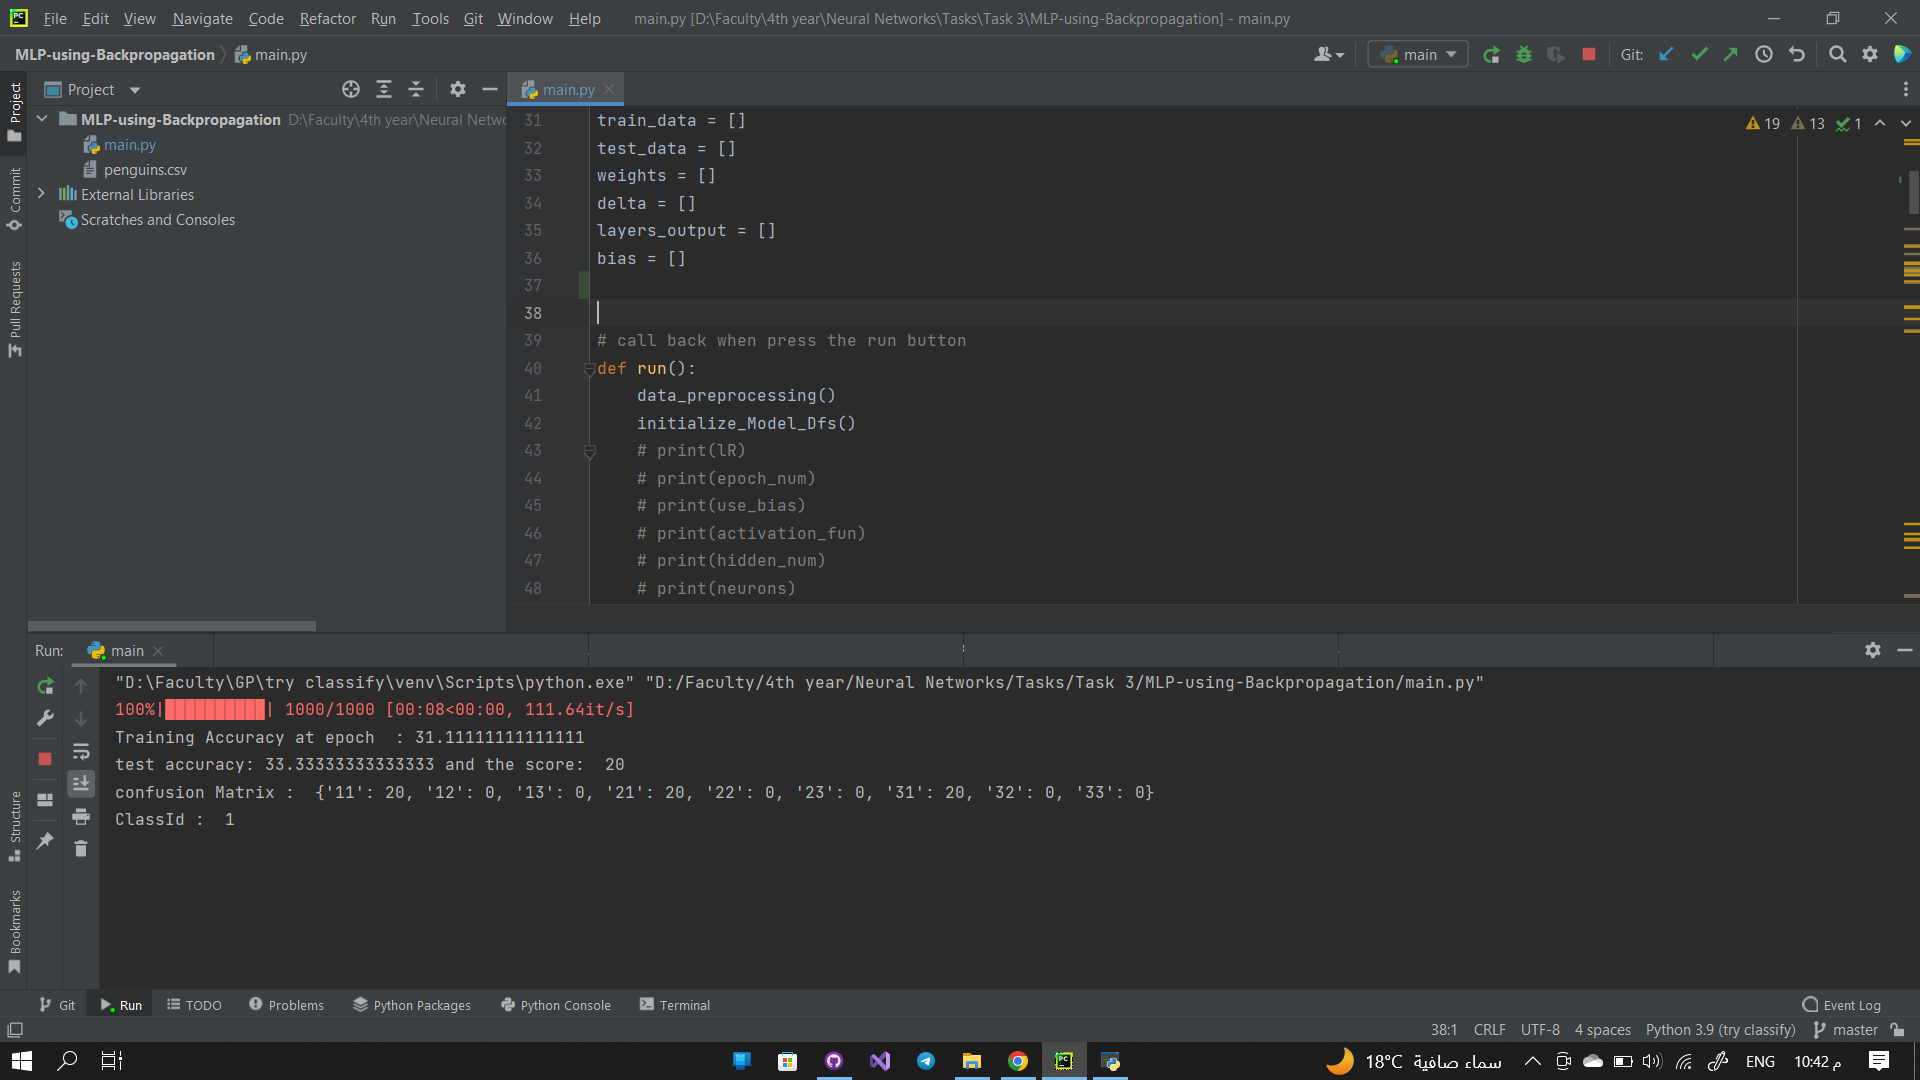 File Edit View Navigate Code Refactor Run Tools Git Window Help main.py [D:\Faculty\4th year\Neural Networks\Tasks\Task 3\MLP-using-Backpropagation] - main.py
MLP-using-Backpropagation main.py main Git:
Project main.py
MLP-using-Backpropagation D:\Faculty\4th year\Neural Netwo
main.py
penguins.csv
External Libraries
Scratches and Consoles
Project
Commit
Pull Requests
Structure
Bookmarks
19 13 1
31 train_data = []
32 test_data = []
33 weights = []
34 delta = []
35 layers_output = []
36 bias = []
37
38
39 # call back when press the run button
40 def run():
41 data_preprocessing()
42 initialize_Model_Dfs()
43 # print(lR)
44 # print(epoch_num)
45 # print(use_bias)
46 # print(activation_fun)
47 # print(hidden_num)
48 # print(neurons)
Run: main
"D:\Faculty\GP\try classify\venv\Scripts\python.exe" "D:/Faculty/4th year/Neural Networks/Tasks/Task 3/MLP-using-Backpropagation/main.py"
100%|██████████| 1000/1000 [00:08<00:00, 111.64it/s]
Training Accuracy at epoch  : 31.11111111111111
test accuracy: 33.33333333333333 and the score:  20
confusion Matrix :  {'11': 20, '12': 0, '13': 0, '21': 20, '22': 0, '23': 0, '31': 20, '32': 0, '33': 0}
ClassId :  1
Git Run TODO Problems Python Packages Python Console Terminal Event Log
38:1 CRLF UTF-8 4 spaces Python 3.9 (try classify) master
18°C سماء صافية ENG 10:42 م